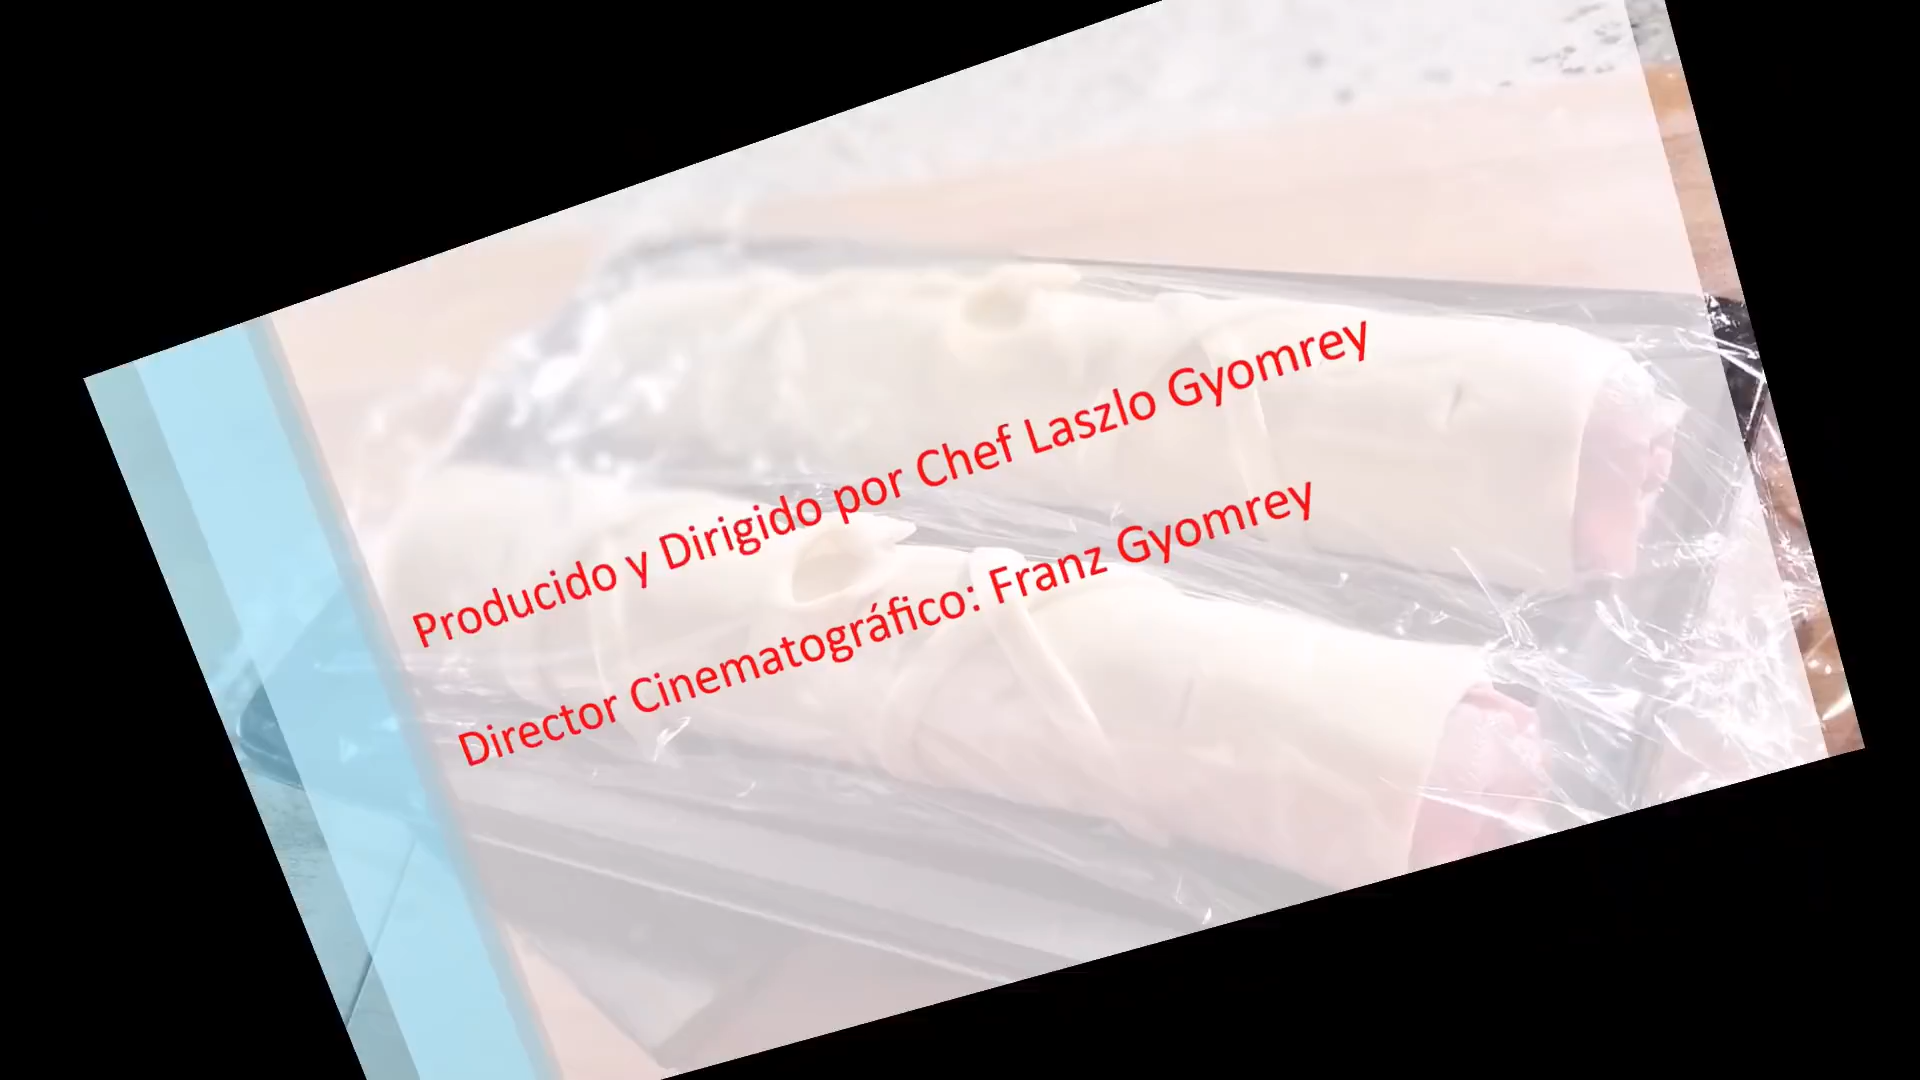 Producido y Dirigido por Chef Laszlo Gyomrey
Director Cinematográfico: Franz Gyomrey